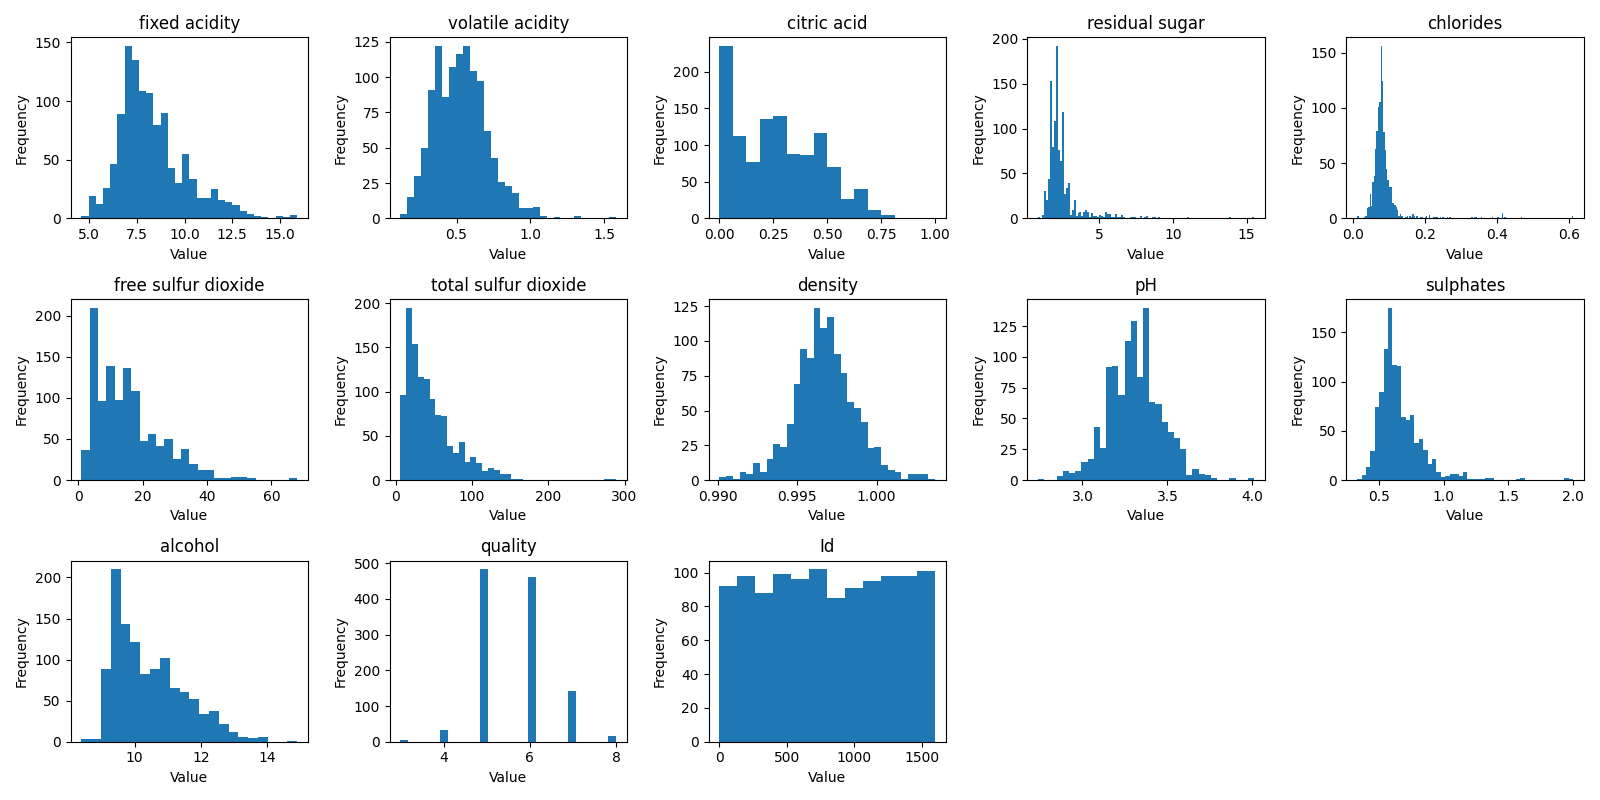 fixed acidity
volatile acidity
citric acid
residual sugar
chlorides
Frequency
150
100
50
0
5.0 7.5 10.0 12.5 15.0
Value
Frequency
125
100
75
50
25
0
0.5 1.0 1.5
Value
Frequency
200
150
100
50
0
0.00 0.25 0.50 0.75 1.00
Value
Frequency
200
150
100
50
0
5 10 15
Value
Frequency
150
100
50
0
0.0 0.2 0.4 0.6
Value
free sulfur dioxide
total sulfur dioxide
density
pH
sulphates
Frequency
200
150
100
50
0
0 20 40 60
Value
Frequency
200
150
100
50
0
0 100 200 300
Value
Frequency
125
100
75
50
25
0
0.990 0.995 1.000
Value
Frequency
125
100
75
50
25
0
3.0 3.5 4.0
Value
Frequency
150
100
50
0
0.5 1.0 1.5 2.0
Value
alcohol
quality
Id
Frequency
200
150
100
50
0
10 12 14
Value
Frequency
500
400
300
200
100
0
4 6 8
Value
Frequency
100
80
60
40
20
0
0 500 1000 1500
Value